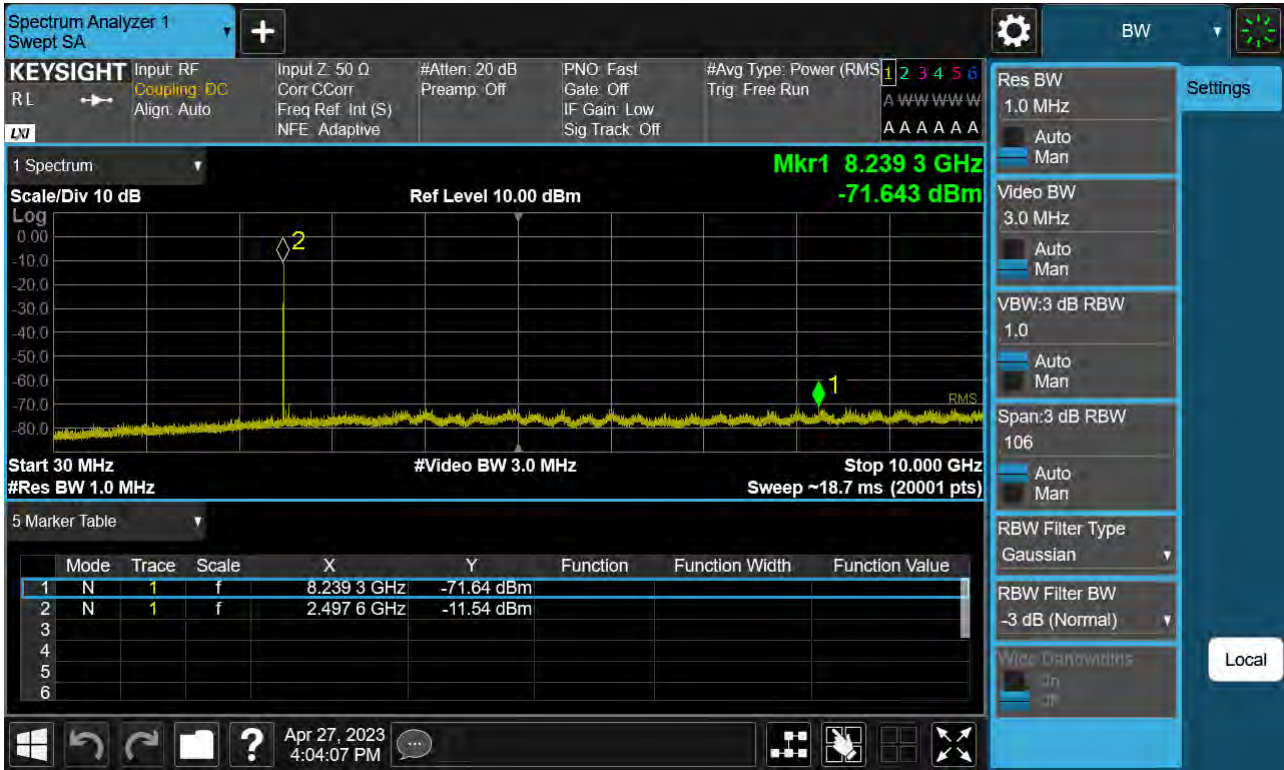 Spectrum Analyzer 1
Swept SA
+
BW
KEYSIGHT
RL
LXI
Input: RF
Coupling: DC
Align: Auto
Input Z: 50 Ω
Corr CCorr
Freq Ref: Int (S)
NFE: Adaptive
#Atten: 20 dB
Preamp: Off
PNO: Fast
Gate: Off
IF Gain: Low
Sig Track: Off
#Avg Type: Power (RMS
Trig: Free Run
1 2 3 4 5 6
A W W W W W
A A A A A A
1 Spectrum
Mkr1 8.239 3 GHz
Scale/Div 10 dB
Ref Level 10.00 dBm
-71.643 dBm
Log
0.00
-10.0
-20.0
-30.0
-40.0
-50.0
-60.0
-70.0
-80.0
2
1
RMS
Start 30 MHz
#Video BW 3.0 MHz
Stop 10.000 GHz
#Res BW 1.0 MHz
Sweep ~18.7 ms (20001 pts)
5 Marker Table
Mode Trace Scale X Y Function Function Width Function Value
1 N 1 f 8.239 3 GHz -71.64 dBm
2 N 1 f 2.497 6 GHz -11.54 dBm
3
4
5
6
Settings
Res BW
1.0 MHz
Auto
Man
Video BW
3.0 MHz
Auto
Man
VBW:3 dB RBW
1.0
Auto
Man
Span:3 dB RBW
106
Auto
Man
RBW Filter Type
Gaussian
RBW Filter BW
-3 dB (Normal)
Local
?
Apr 27, 2023
4:04:07 PM